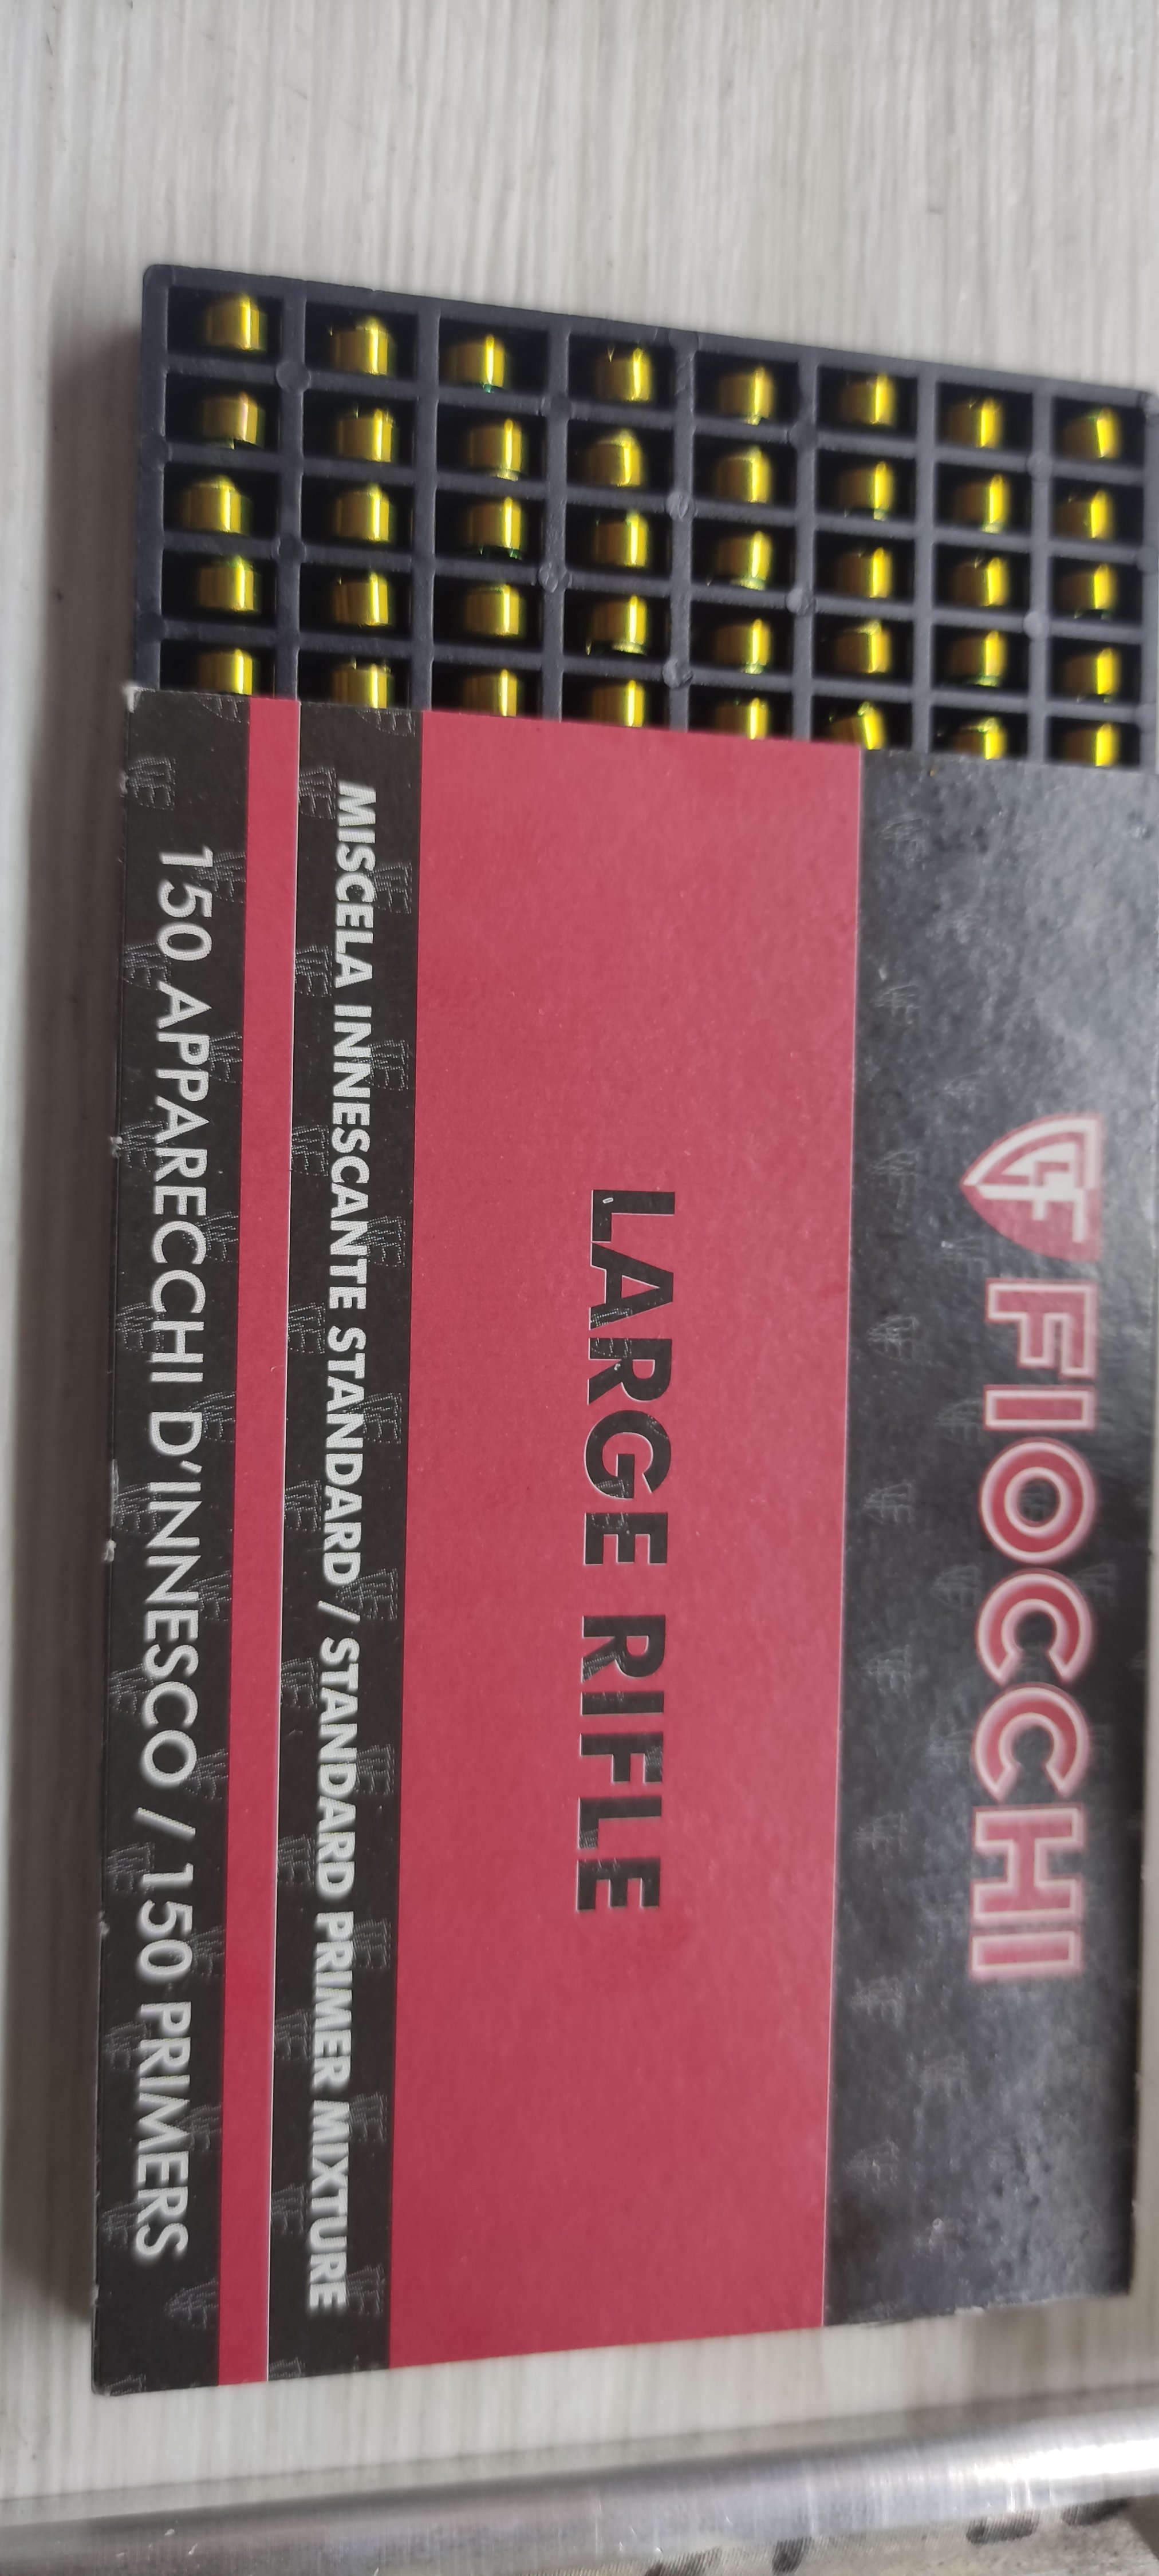 FIOCCHI
LARGE RIFLE
MISCELA INNESCANTE STANDARD / STANDARD PRIMER MIXTURE
150 APPARECCHI D'INNESCO / 150 PRIMERS